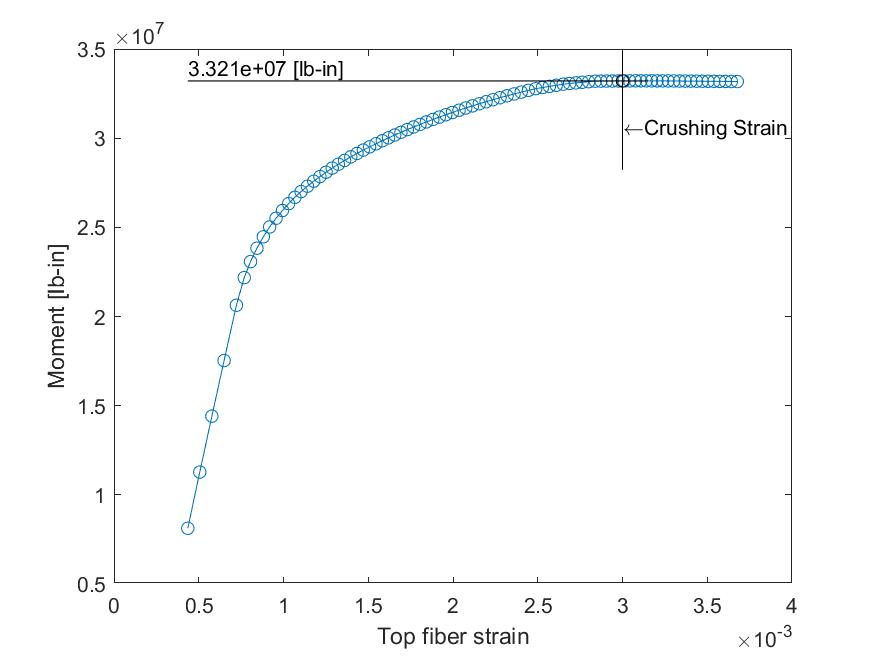 ×10⁷
3.5
3.321e+07 [lb-in]
3
←Crushing Strain
2.5
Moment [lb-in]
2
1.5
1
0.5
0 0.5 1 1.5 2 2.5 3 3.5 4
Top fiber strain
×10⁻³